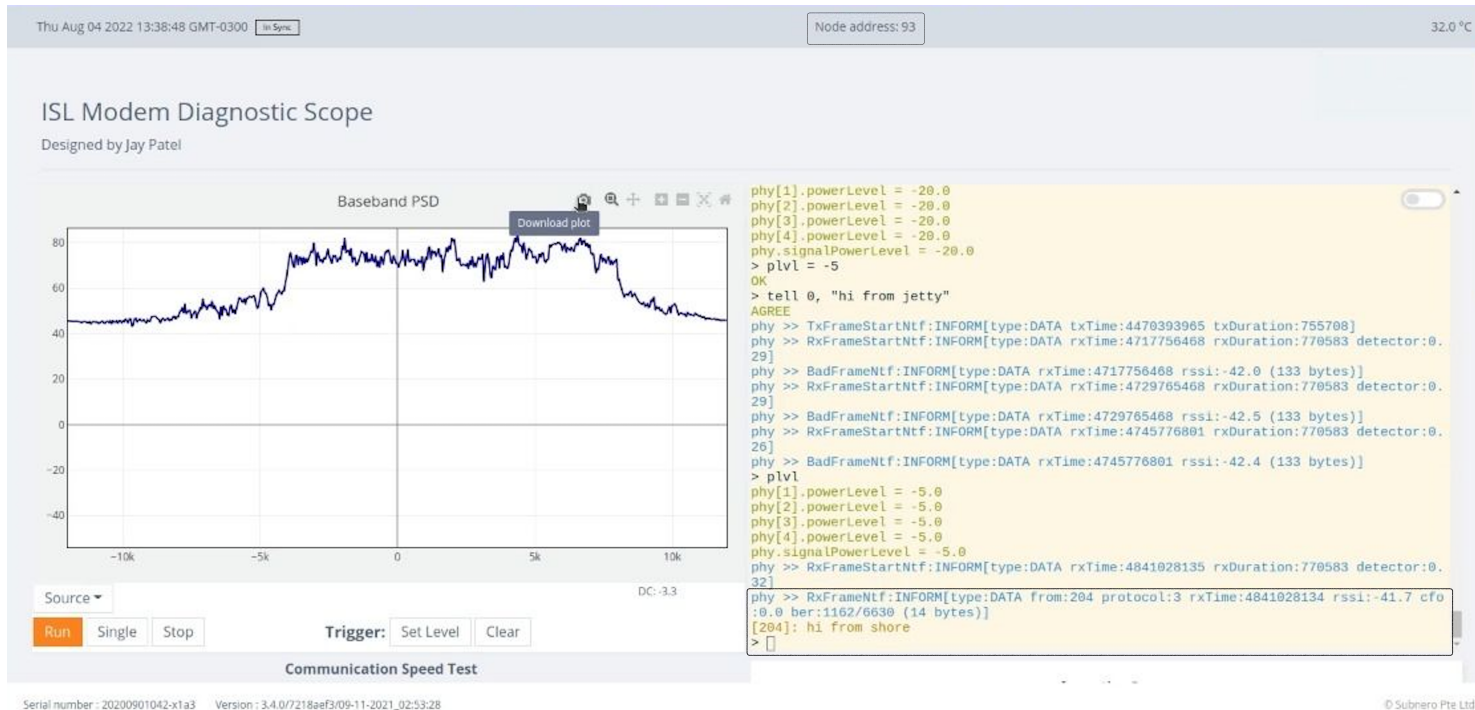 Thu Aug 04 2022 13:38:48 GMT-0300 In Sync
Node address: 93
32.0 °C
ISL Modem Diagnostic Scope
Designed by Jay Patel
Baseband PSD
Download plot
80
60
40
20
0
−20
−40
−10k
−5k
0
5k
10k
DC: -3.3
Source
Run Single Stop
Trigger: Set Level Clear
Communication Speed Test
phy[1].powerLevel = -20.0
phy[2].powerLevel = -20.0
phy[3].powerLevel = -20.0
phy[4].powerLevel = -20.0
phy.signalPowerLevel = -20.0
> plvl = -5
OK
> tell 0, "hi from jetty"
AGREE
phy >> TxFrameStartNtf:INFORM[type:DATA txTime:4470393965 txDuration:755708]
phy >> RxFrameStartNtf:INFORM[type:DATA rxTime:4717756468 rxDuration:770583 detector:0.
29]
phy >> BadFrameNtf:INFORM[type:DATA rxTime:4717756468 rssi:-42.0 (133 bytes)]
phy >> RxFrameStartNtf:INFORM[type:DATA rxTime:4729765468 rxDuration:770583 detector:0.
29]
phy >> BadFrameNtf:INFORM[type:DATA rxTime:4729765468 rssi:-42.5 (133 bytes)]
phy >> RxFrameStartNtf:INFORM[type:DATA rxTime:4745776801 rxDuration:770583 detector:0.
26]
phy >> BadFrameNtf:INFORM[type:DATA rxTime:4745776801 rssi:-42.4 (133 bytes)]
> plvl
phy[1].powerLevel = -5.0
phy[2].powerLevel = -5.0
phy[3].powerLevel = -5.0
phy[4].powerLevel = -5.0
phy.signalPowerLevel = -5.0
phy >> RxFrameStartNtf:INFORM[type:DATA rxTime:4841028135 rxDuration:770583 detector:0.
32]
phy >> RxFrameNtf:INFORM[type:DATA from:204 protocol:3 rxTime:4841028134 rssi:-41.7 cfo
:0.0 ber:1162/6630 (14 bytes)]
[204]: hi from shore
>
Serial number : 20200901042-x1a3 Version : 3.4.0/7218aef3/09-11-2021_02:53:28
© Subnero Pte Ltd